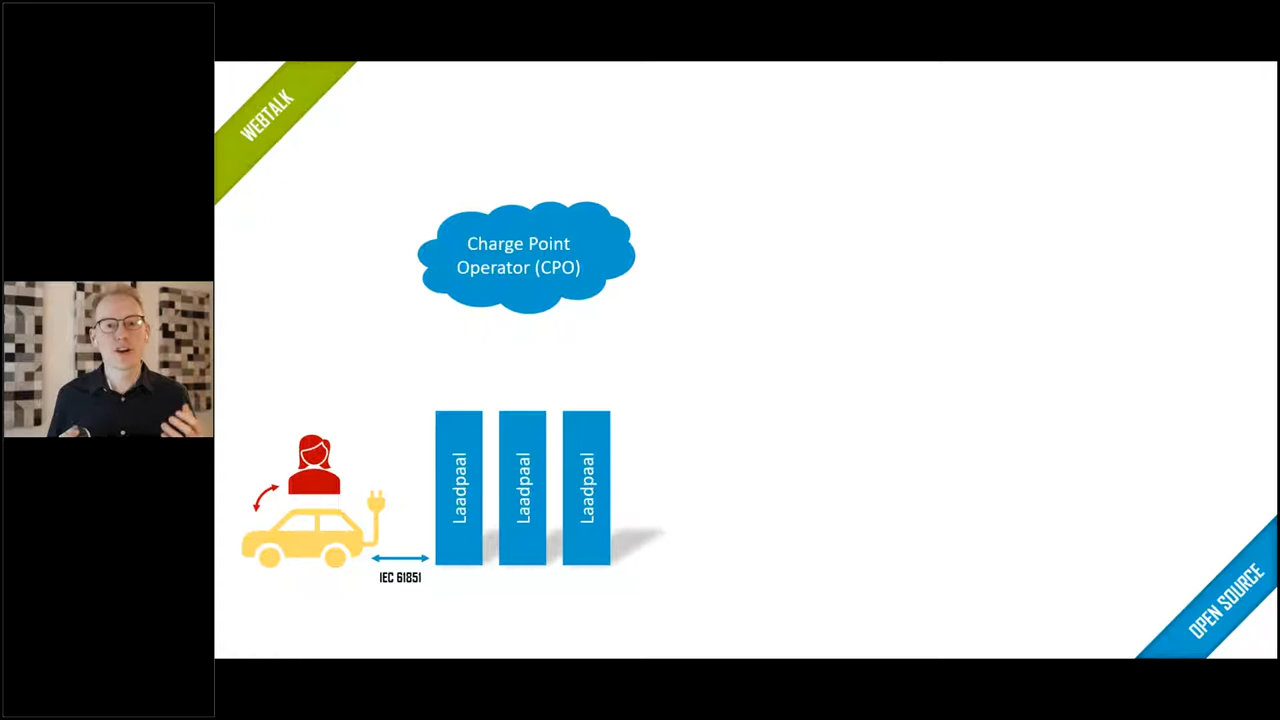 WEBTALK
Charge Point
Operator (CPO)
Laadpaal
Laadpaal
Laadpaal
IEC 61851
OPEN SOURCE